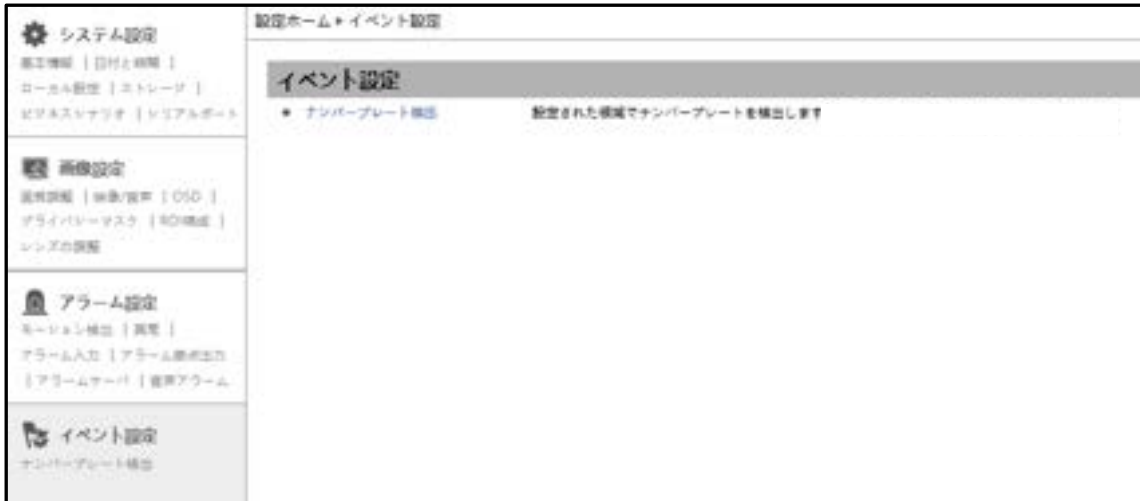 システム設定
基本情報 | 日付と時間 |
ローカル設定 | ストレージ |
ビジネスシナリオ | シリアルポート
画像設定
画質調整 | 映像/音声 | OSD |
プライバシーマスク | ROI構成 |
レンズの調整
アラーム設定
モーション検出 | 異常 |
アラーム入力 | アラーム接点出力
| アラームサーバ | 音声アラーム
イベント設定
ナンバープレート検出
設定ホーム▸イベント設定
イベント設定
• ナンバープレート検出 設定された領域でナンバープレートを検出します